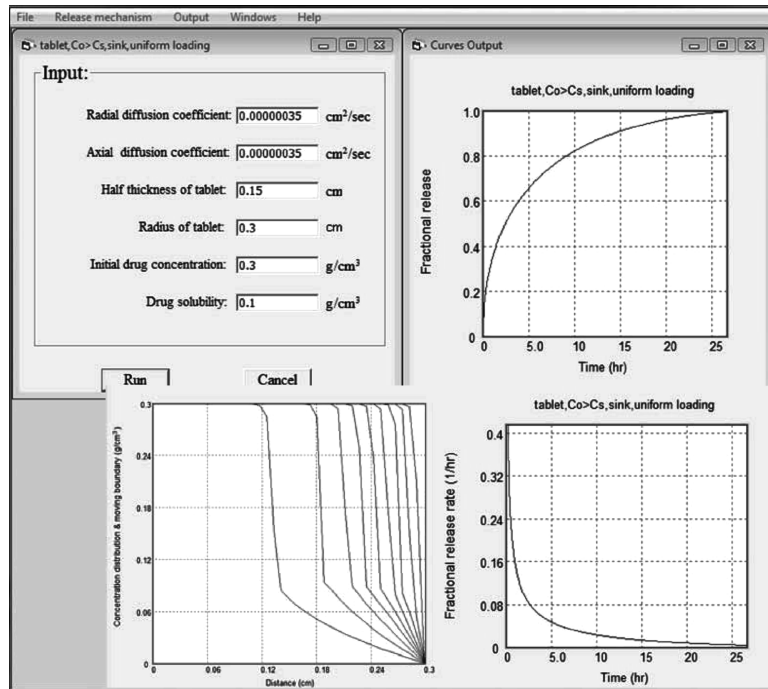 File Release mechanism Output Windows Help
tablet,Co>Cs,sink,uniform loading
Input:
Radial diffusion coefficient: 0.00000035 cm²/sec
Axial diffusion coefficient: 0.00000035 cm²/sec
Half thickness of tablet: 0.15 cm
Radius of tablet: 0.3 cm
Initial drug concentration: 0.3 g/cm³
Drug solubility: 0.1 g/cm³
Run Cancel
Curves Output
tablet,Co>Cs,sink,uniform loading
Fractional release
1.0
0.8
0.6
0.4
0.2
0
0 5.0 10 15 20 25
Time (hr)
Concentration distribution & moving boundary (g/cm³)
0.3
0.24
0.18
0.12
0.06
0
0 0.06 0.12 0.18 0.24 0.3
Distance (cm)
tablet,Co>Cs,sink,uniform loading
Fractional release rate (1/hr)
0.4
0.32
0.24
0.16
0.08
0
0 5 10 15 20 25
Time (hr)